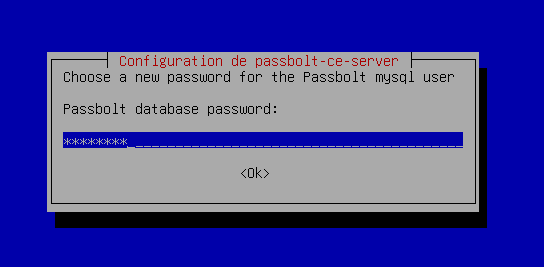 Configuration de passbolt-ce-server
Choose a new password for the Passbolt mysql user
Passbolt database password:
********_
<Ok>